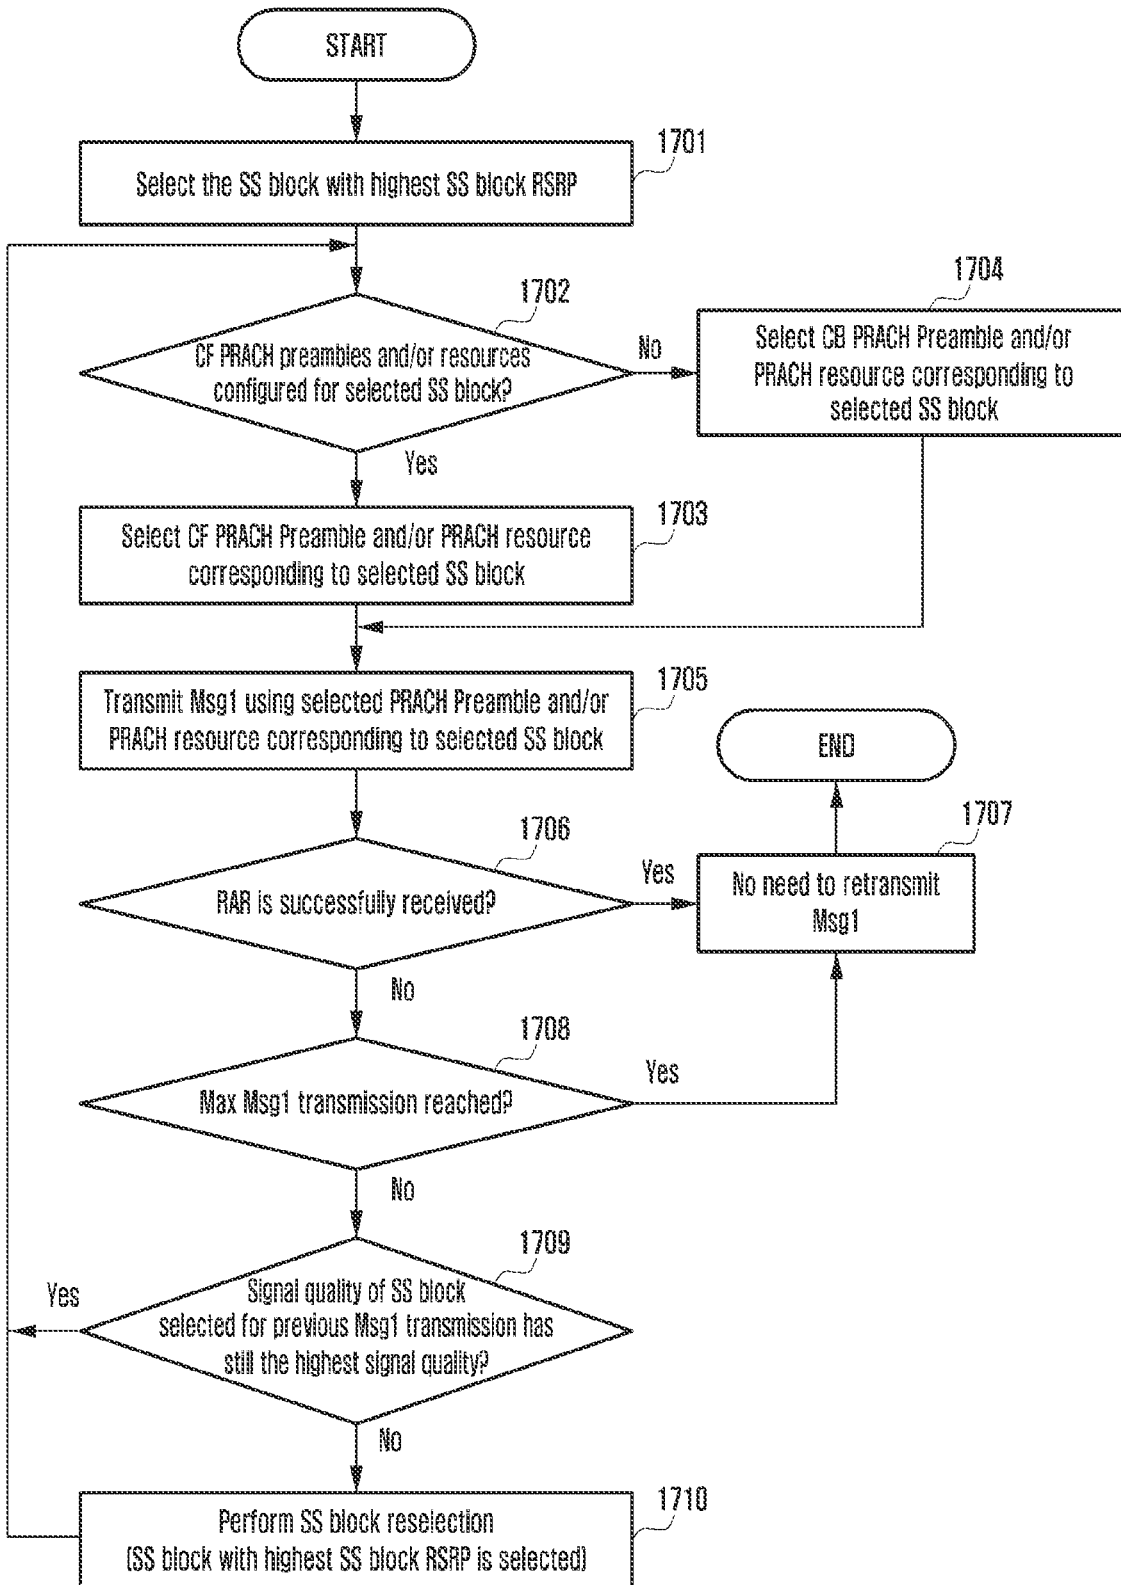 START
1701
Select the SS block with highest SS block RSRP
1702
CF PRACH preambles and/or resources
configured for selected SS block?
No
1704
Select CB PRACH Preamble and/or
PRACH resource corresponding to
selected SS block
Yes
1703
Select CF PRACH Preamble and/or PRACH resource
corresponding to selected SS block
1705
Transmit Msg1 using selected PRACH Preamble and/or
PRACH resource corresponding to selected SS block
END
1706
RAR is successfully received?
Yes
1707
No need to retransmit
Msg1
No
1708
Max Msg1 transmission reached?
Yes
No
1709
Signal quality of SS block
selected for previous Msg1 transmission has
still the highest signal quality?
Yes
No
1710
Perform SS block reselection
(SS block with highest SS block RSRP is selected)